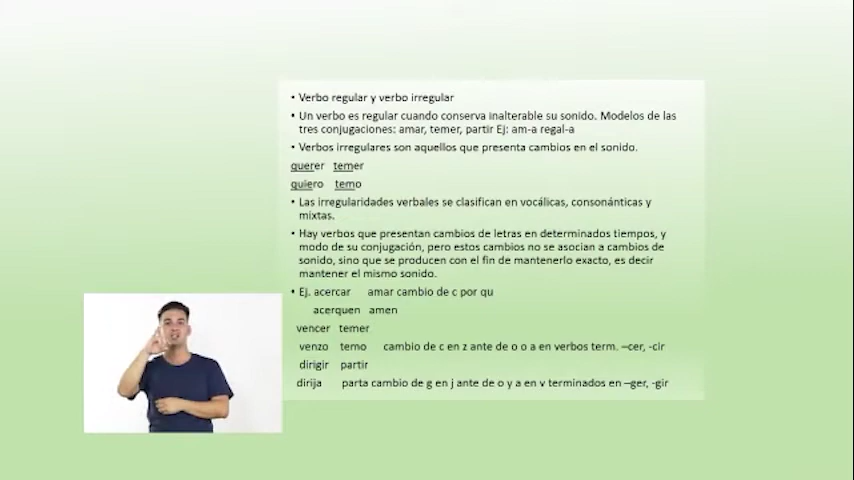 • Verbo regular y verbo irregular
• Un verbo es regular cuando conserva inalterable su sonido. Modelos de las
tres conjugaciones: amar, temer, partir Ej: am-a regal-a
• Verbos irregulares son aquellos que presenta cambios en el sonido.
querer temer
quiero temo
• Las irregularidades verbales se clasifican en vocálicas, consonánticas y
mixtas.
• Hay verbos que presentan cambios de letras en determinados tiempos, y
modo de su conjugación, pero estos cambios no se asocian a cambios de
sonido, sino que se producen con el fin de mantenerlo exacto, es decir
mantener el mismo sonido.
• Ej. acercar amar cambio de c por qu
acerquen amen
vencer temer
venzo temo cambio de c en z ante de o o a en verbos term. –cer, -cir
dirigir partir
dirija parta cambio de g en j ante de o y a en v terminados en –ger, -gir